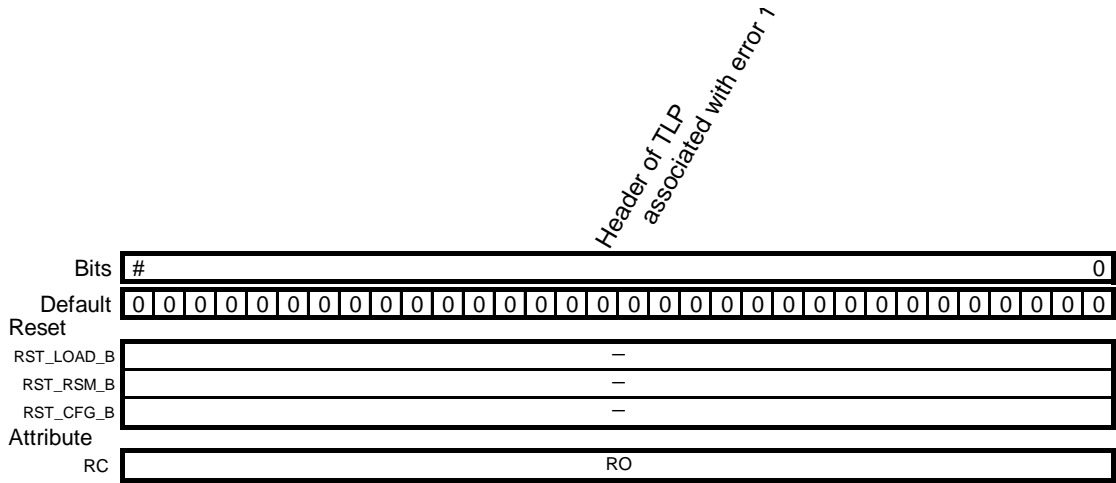 Header of TLP
associated with error 1
Bits # 0
Default 0 0 0 0 0 0 0 0 0 0 0 0 0 0 0 0 0 0 0 0 0 0 0 0 0 0 0 0 0 0 0 0
Reset
RST_LOAD_B –
RST_RSM_B –
RST_CFG_B –
Attribute
RC RO